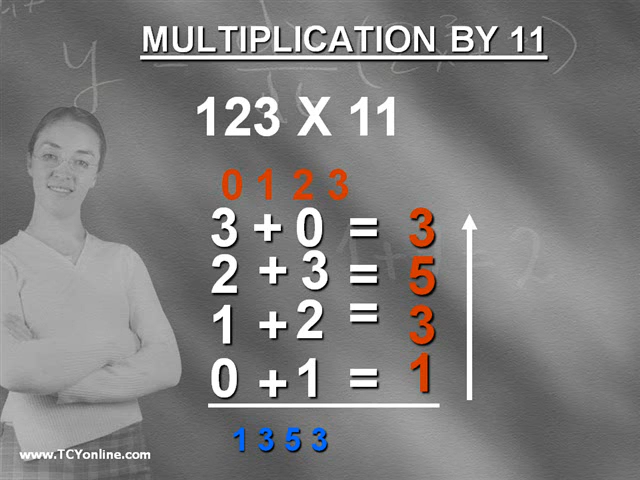 MULTIPLICATION BY 11
123 X 11
0 1 2 3
3 + 0 = 3
2 + 3 = 5
1 + 2 = 3
0 + 1 = 1
1 3 5 3
www.TCYonline.com